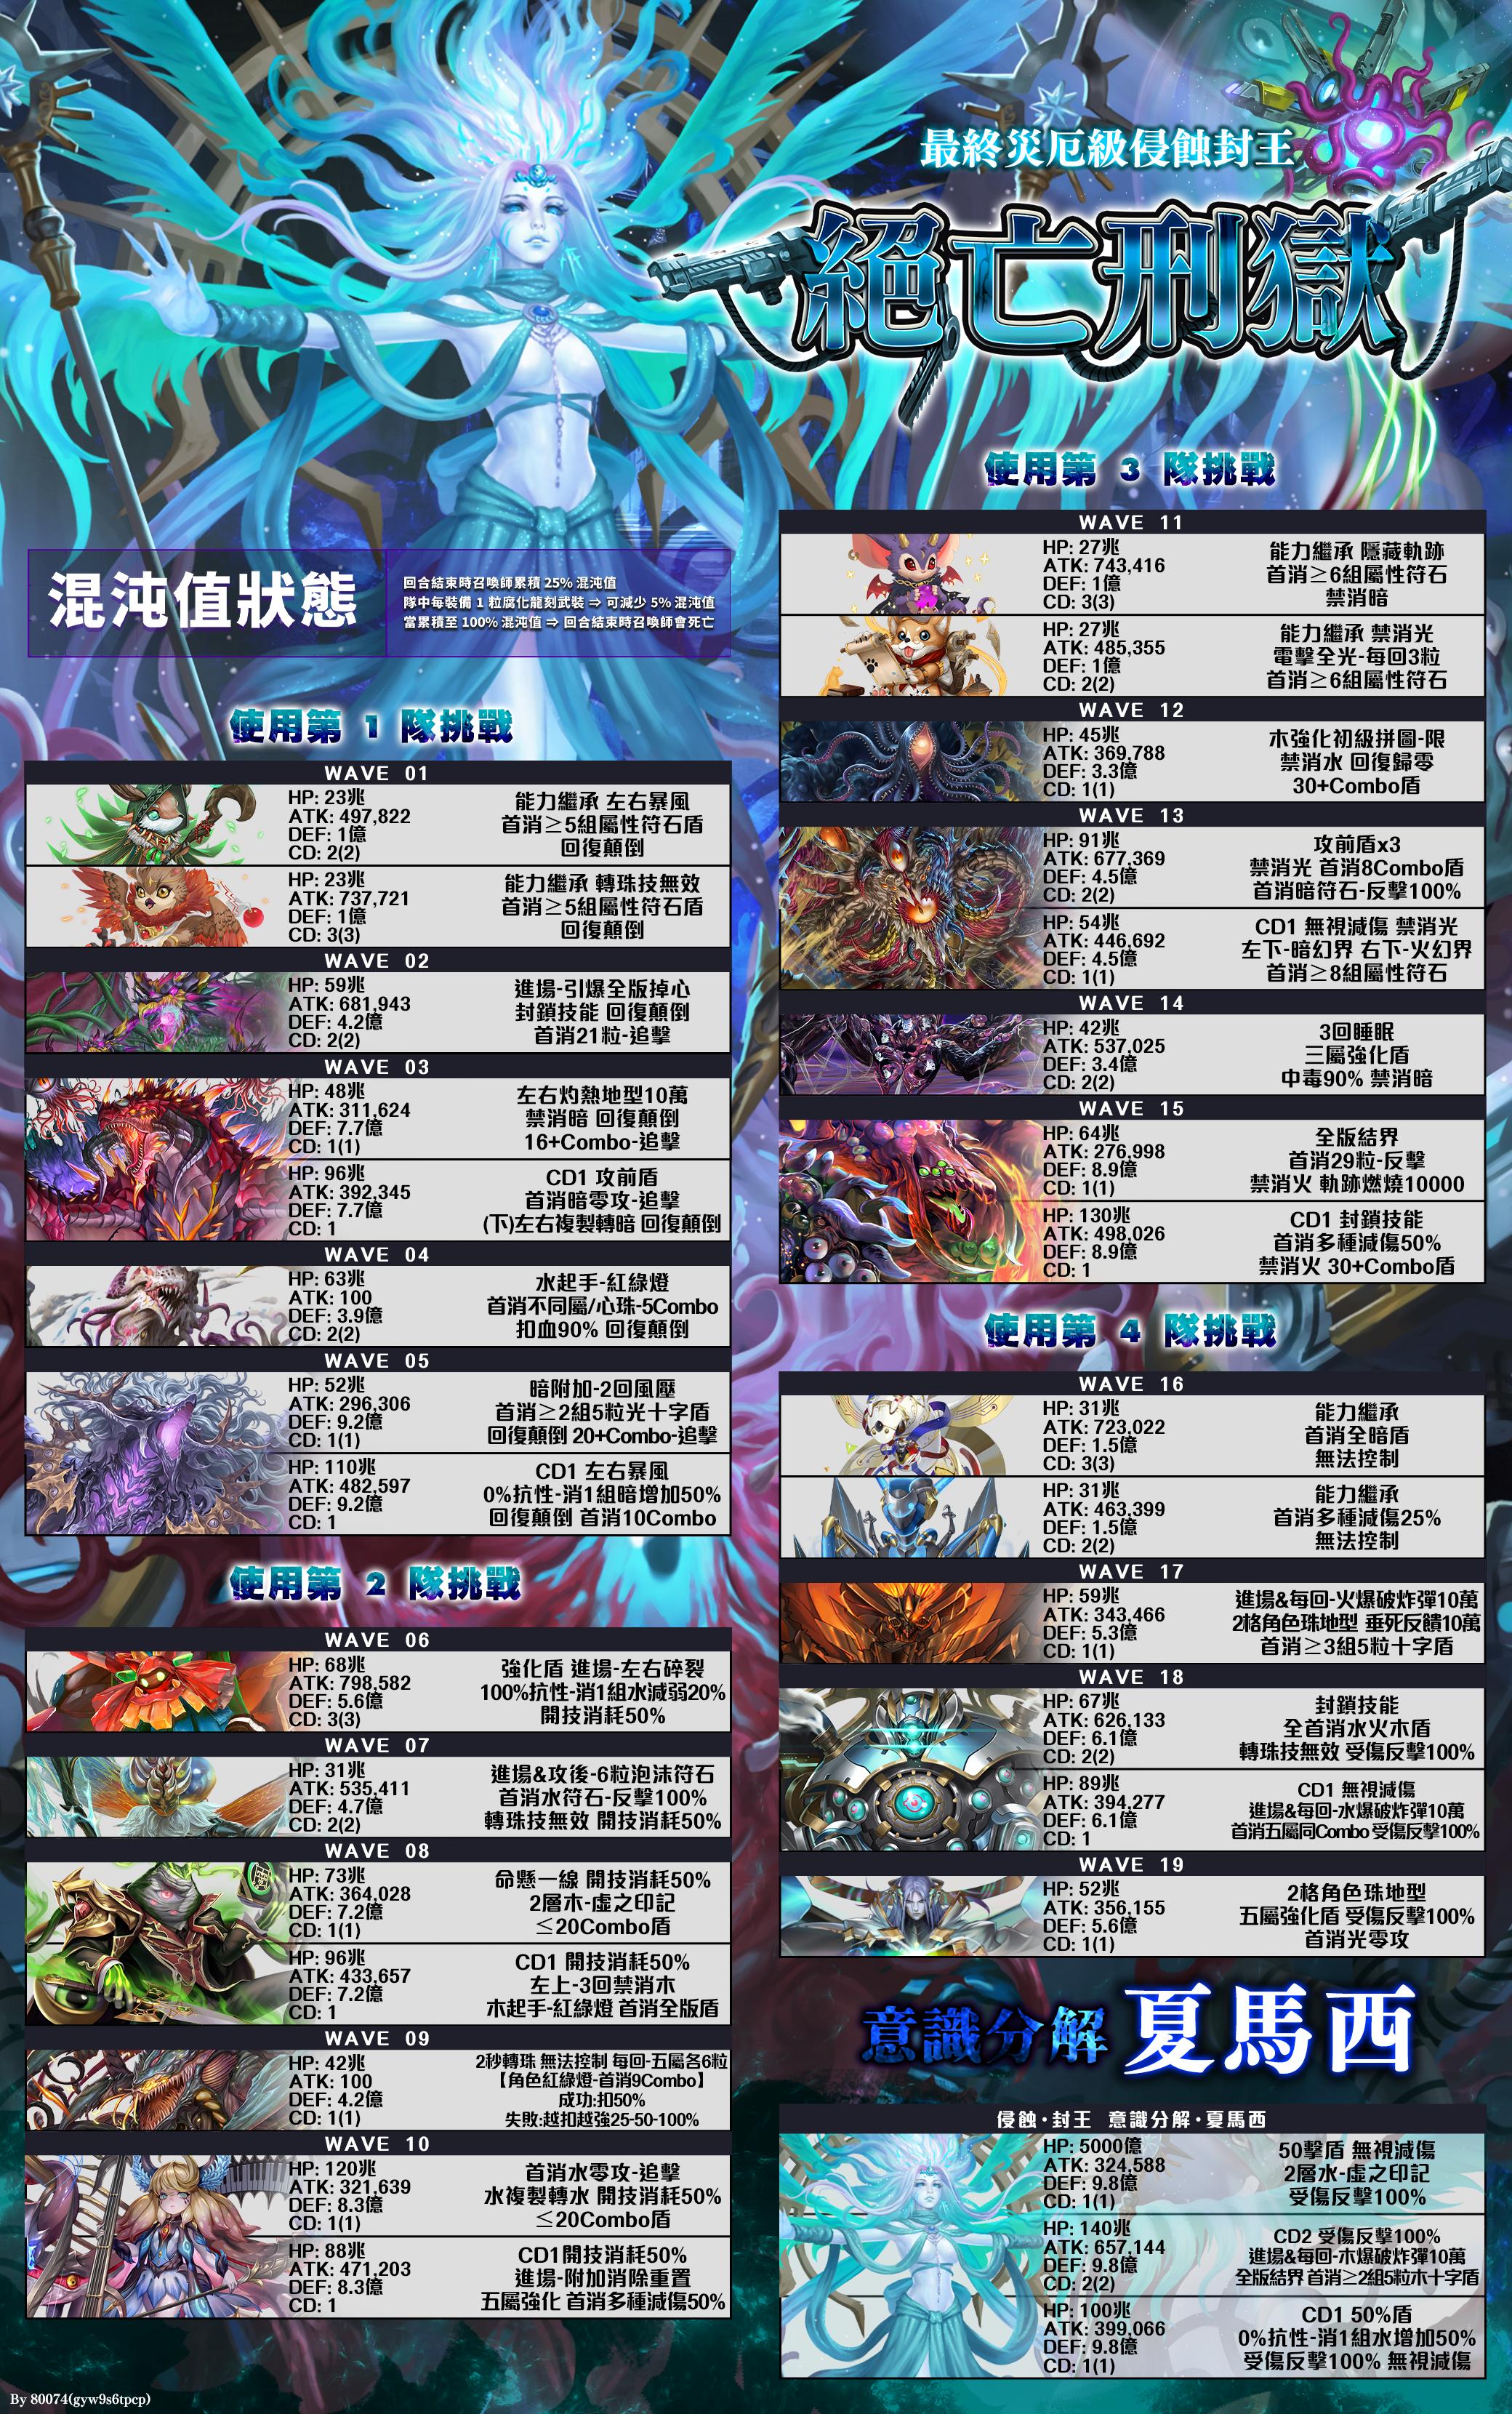 最終災厄級侵蝕封王
絕亡刑獄
混沌值狀態
回合結束時召喚師累積 25% 混沌值
隊中每裝備 1 粒腐化龍刻武裝 ⇒ 可減少 5% 混沌值
當累積至 100% 混沌值 ⇒ 回合結束時召喚師會死亡
使用第 1 隊挑戰
WAVE 01
HP: 23兆
ATK: 497,822
DEF: 1億
CD: 2(2)
能力繼承 左右暴風
首消≥5組屬性符石盾
回復顛倒
HP: 23兆
ATK: 737,721
DEF: 1億
CD: 3(3)
能力繼承 轉珠技無效
首消≥5組屬性符石盾
回復顛倒
WAVE 02
HP: 59兆
ATK: 681,943
DEF: 4.2億
CD: 2(2)
進場-引爆全版掉心
封鎖技能 回復顛倒
首消21粒-追擊
WAVE 03
HP: 48兆
ATK: 311,624
DEF: 7.7億
CD: 1(1)
左右灼熱地型10萬
禁消暗 回復顛倒
16+Combo-追擊
HP: 96兆
ATK: 392,345
DEF: 7.7億
CD: 1
CD1 攻前盾
首消暗零攻-追擊
(下)左右複製轉暗 回復顛倒
WAVE 04
HP: 63兆
ATK: 100
DEF: 3.9億
CD: 2(2)
水起手-紅綠燈
首消不同屬/心珠-5Combo
扣血90% 回復顛倒
WAVE 05
HP: 52兆
ATK: 296,306
DEF: 9.2億
CD: 1(1)
暗附加-2回風壓
首消≥2組5粒光十字盾
回復顛倒 20+Combo-追擊
HP: 110兆
ATK: 482,597
DEF: 9.2億
CD: 1
CD1 左右暴風
0%抗性-消1組暗增加50%
回復顛倒 首消10Combo
使用第 2 隊挑戰
WAVE 06
HP: 68兆
ATK: 798,582
DEF: 5.6億
CD: 3(3)
強化盾 進場-左右碎裂
100%抗性-消1組水減弱20%
開技消耗50%
WAVE 07
HP: 31兆
ATK: 535,411
DEF: 4.7億
CD: 2(2)
進場&攻後-6粒泡沫符石
首消水符石-反擊100%
轉珠技無效 開技消耗50%
WAVE 08
HP: 73兆
ATK: 364,028
DEF: 7.2億
CD: 1(1)
命懸一線 開技消耗50%
2層木-虛之印記
≤20Combo盾
HP: 96兆
ATK: 433,657
DEF: 7.2億
CD: 1
CD1 開技消耗50%
左上-3回禁消木
木起手-紅綠燈 首消全版盾
WAVE 09
HP: 42兆
ATK: 100
DEF: 4.2億
CD: 1(1)
2秒轉珠 無法控制 每回-五屬各6粒
【角色紅綠燈-首消9Combo】
成功:扣50%
失敗:越扣越強25-50-100%
WAVE 10
HP: 120兆
ATK: 321,639
DEF: 8.3億
CD: 1(1)
首消水零攻-追擊
水複製轉水 開技消耗50%
≤20Combo盾
HP: 88兆
ATK: 471,203
DEF: 8.3億
CD: 1
CD1開技消耗50%
進場-附加消除重置
五屬強化 首消多種減傷50%
使用第 3 隊挑戰
WAVE 11
HP: 27兆
ATK: 743,416
DEF: 1億
CD: 3(3)
能力繼承 隱藏軌跡
首消≥6組屬性符石
禁消暗
HP: 27兆
ATK: 485,355
DEF: 1億
CD: 2(2)
能力繼承 禁消光
電擊全光-每回3粒
首消≥6組屬性符石
WAVE 12
HP: 45兆
ATK: 369,788
DEF: 3.3億
CD: 1(1)
木強化初級拼圖-限
禁消水 回復歸零
30+Combo盾
WAVE 13
HP: 91兆
ATK: 677,369
DEF: 4.5億
CD: 2(2)
攻前盾x3
禁消光 首消8Combo盾
首消暗符石-反擊100%
HP: 54兆
ATK: 446,692
DEF: 4.5億
CD: 1(1)
CD1 無視減傷 禁消光
左下-暗幻界 右下-火幻界
首消≥8組屬性符石
WAVE 14
HP: 42兆
ATK: 537,025
DEF: 3.4億
CD: 2(2)
3回睡眠
三屬強化盾
中毒90% 禁消暗
WAVE 15
HP: 64兆
ATK: 276,998
DEF: 8.9億
CD: 1(1)
全版結界
首消29粒-反擊
禁消火 軌跡燃燒10000
HP: 130兆
ATK: 498,026
DEF: 8.9億
CD: 1
CD1 封鎖技能
首消多種減傷50%
禁消火 30+Combo盾
使用第 4 隊挑戰
WAVE 16
HP: 31兆
ATK: 723,022
DEF: 1.5億
CD: 3(3)
能力繼承
首消全暗盾
無法控制
HP: 31兆
ATK: 463,399
DEF: 1.5億
CD: 2(2)
能力繼承
首消多種減傷25%
無法控制
WAVE 17
HP: 59兆
ATK: 343,466
DEF: 5.3億
CD: 1(1)
進場&每回-火爆破炸彈10萬
2格角色珠地型 垂死反饋10萬
首消≥3組5粒十字盾
WAVE 18
HP: 67兆
ATK: 626,133
DEF: 6.1億
CD: 2(2)
封鎖技能
全首消水火木盾
轉珠技無效 受傷反擊100%
HP: 89兆
ATK: 394,277
DEF: 6.1億
CD: 1
CD1 無視減傷
進場&每回-水爆破炸彈10萬
首消五屬同Combo 受傷反擊100%
WAVE 19
HP: 52兆
ATK: 356,155
DEF: 5.6億
CD: 1(1)
2格角色珠地型
五屬強化盾 受傷反擊100%
首消光零攻
意識分解 夏馬西
侵蝕·封王 意識分解·夏馬西
HP: 5000億
ATK: 324,588
DEF: 9.8億
CD: 1(1)
50擊盾 無視減傷
2層水-虛之印記
受傷反擊100%
HP: 140兆
ATK: 657,144
DEF: 9.8億
CD: 2(2)
CD2 受傷反擊100%
進場&每回-木爆破炸彈10萬
全版結界 首消≥2組5粒木十字盾
HP: 100兆
ATK: 399,066
DEF: 9.8億
CD: 1(1)
CD1 50%盾
0%抗性-消1組水增加50%
受傷反擊100% 無視減傷
By 80074(gyw9s6tpcp)